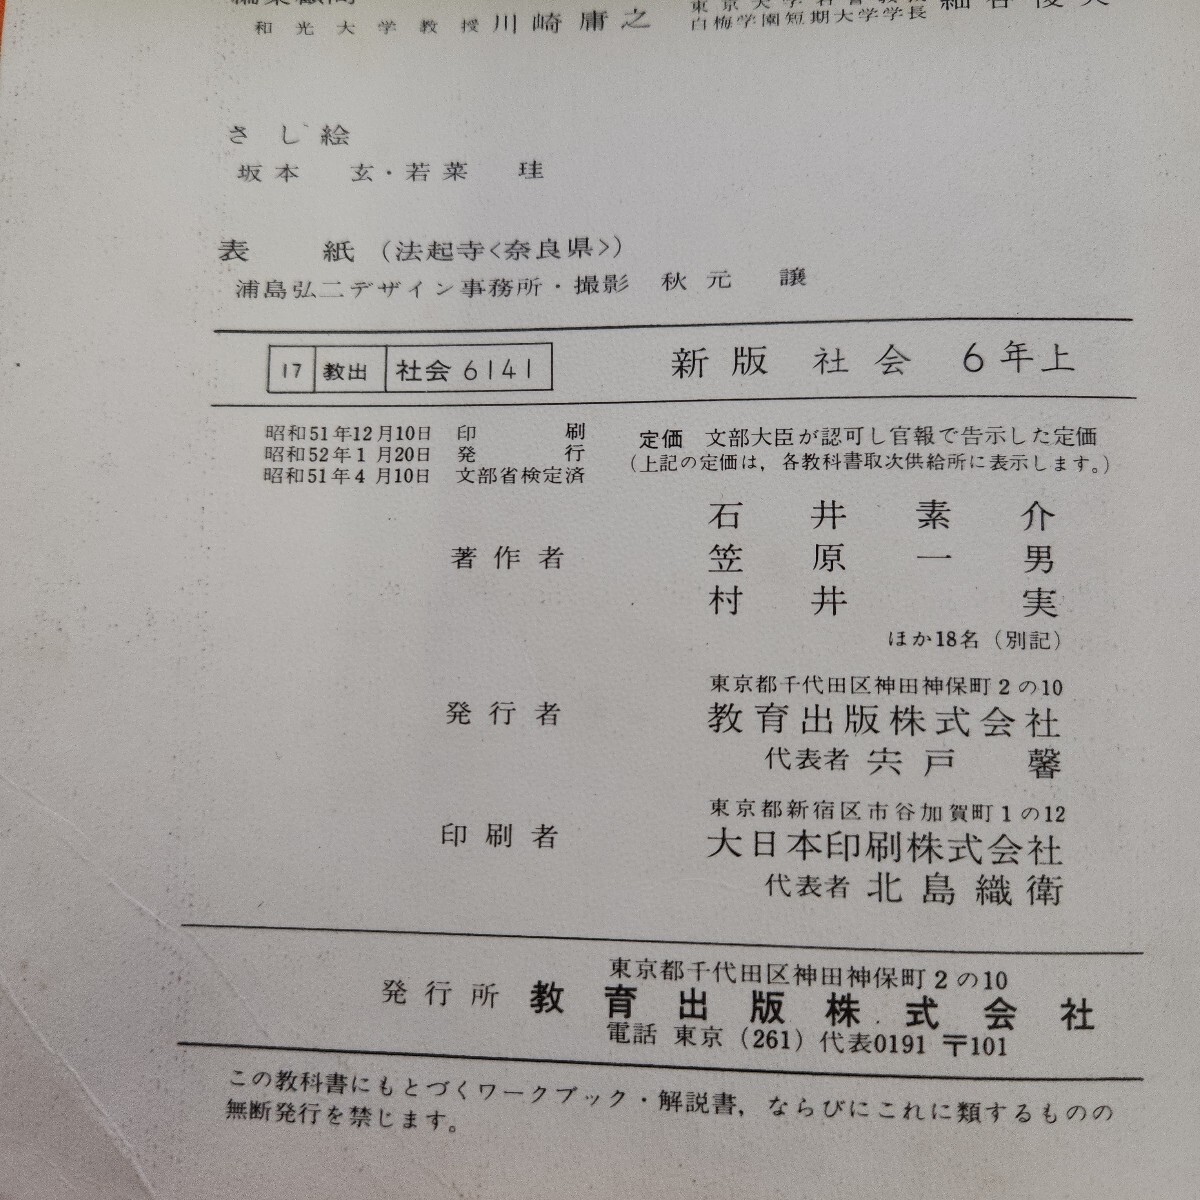 和光大学教授 川崎庸之
白梅学園短期大学学長
さし絵
坂本 玄・若菜 珪
表 紙 (法起寺<奈良県>)
浦島弘二デザイン事務所・撮影 秋元 譲
17 教出 社会 6141 新版 社会 6年上
昭和51年12月10日 印 刷
昭和52年1月20日 発 行
昭和51年4月10日 文部省検定済
定価 文部大臣が認可し官報で告示した定価
(上記の定価は,各教科書取次供給所に表示します。)
著作者
石井素介
笠原一男
村井 実
ほか18名(別記)
東京都千代田区神田神保町2の10
発行者 教育出版株式会社
代表者 宍戸 馨
東京都新宿区市谷加賀町1の12
印刷者 大日本印刷株式会社
代表者 北島織衛
東京都千代田区神田神保町2の10
発行所 教育出版株式会社
電話 東京(261)代表0191 〒101
この教科書にもとづくワークブック・解説書,ならびにこれに類するものの
無断発行を禁じます。